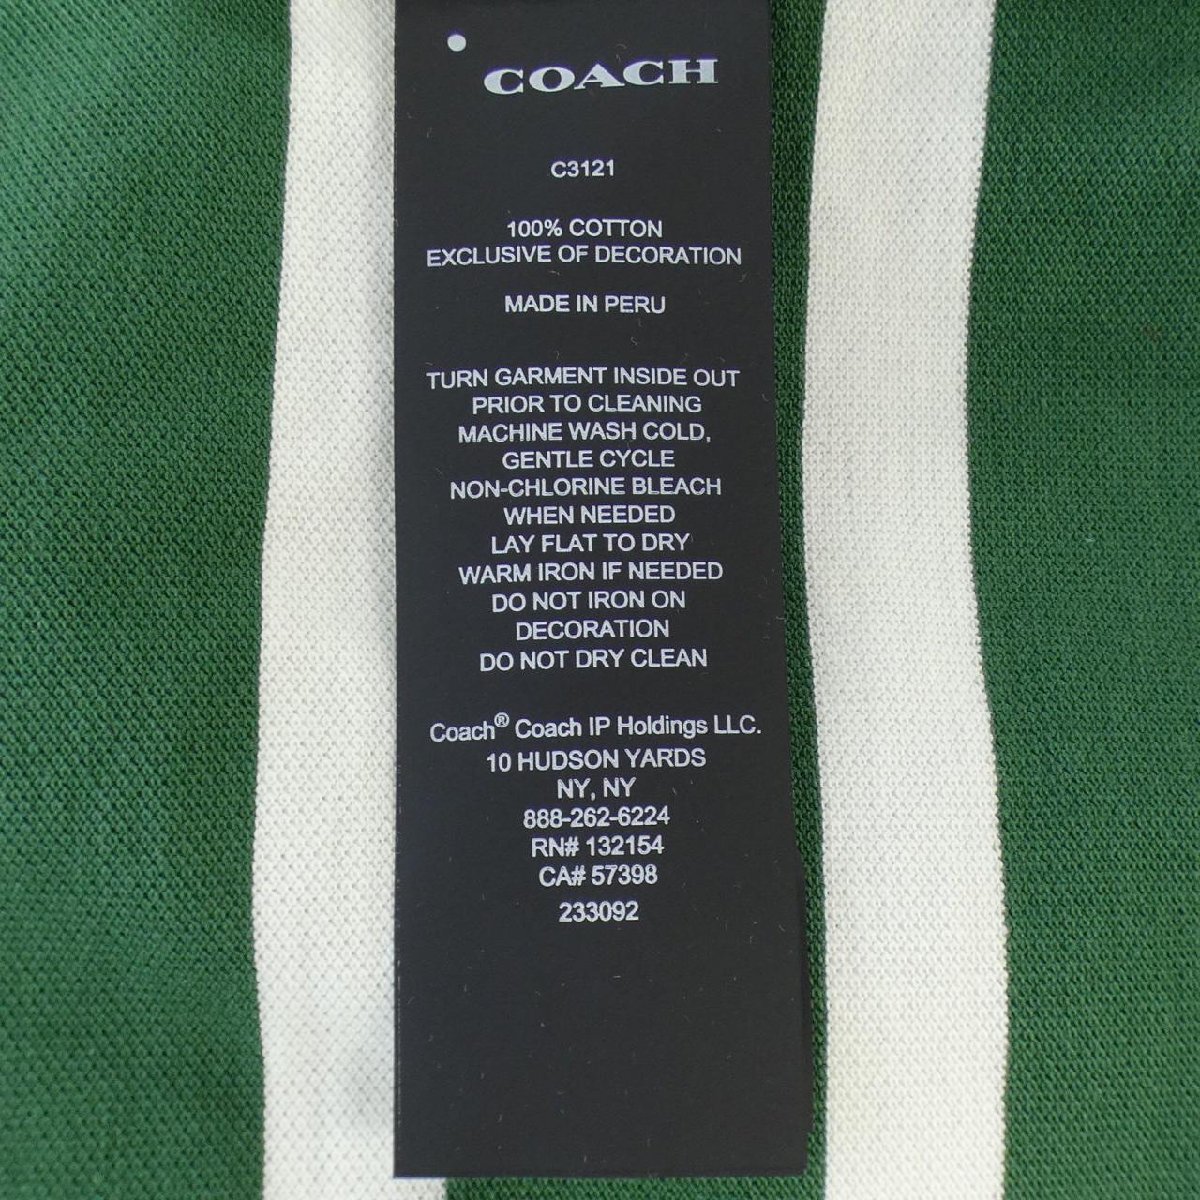 COACH
C3121
100% COTTON
EXCLUSIVE OF DECORATION
MADE IN PERU
TURN GARMENT INSIDE OUT
PRIOR TO CLEANING
MACHINE WASH COLD,
GENTLE CYCLE
NON-CHLORINE BLEACH
WHEN NEEDED
LAY FLAT TO DRY
WARM IRON IF NEEDED
DO NOT IRON ON
DECORATION
DO NOT DRY CLEAN
Coach® Coach IP Holdings LLC.
10 HUDSON YARDS
NY, NY
888-262-6224
RN# 132154
CA# 57398
233092